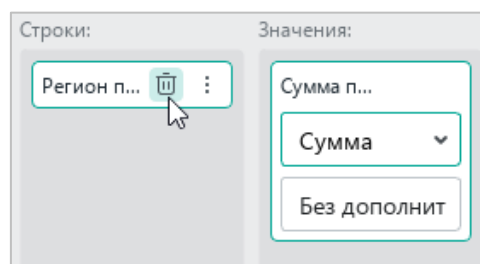 Строки:
Значения:
Регион п...
Сумма п...
Сумма
Без дополнит